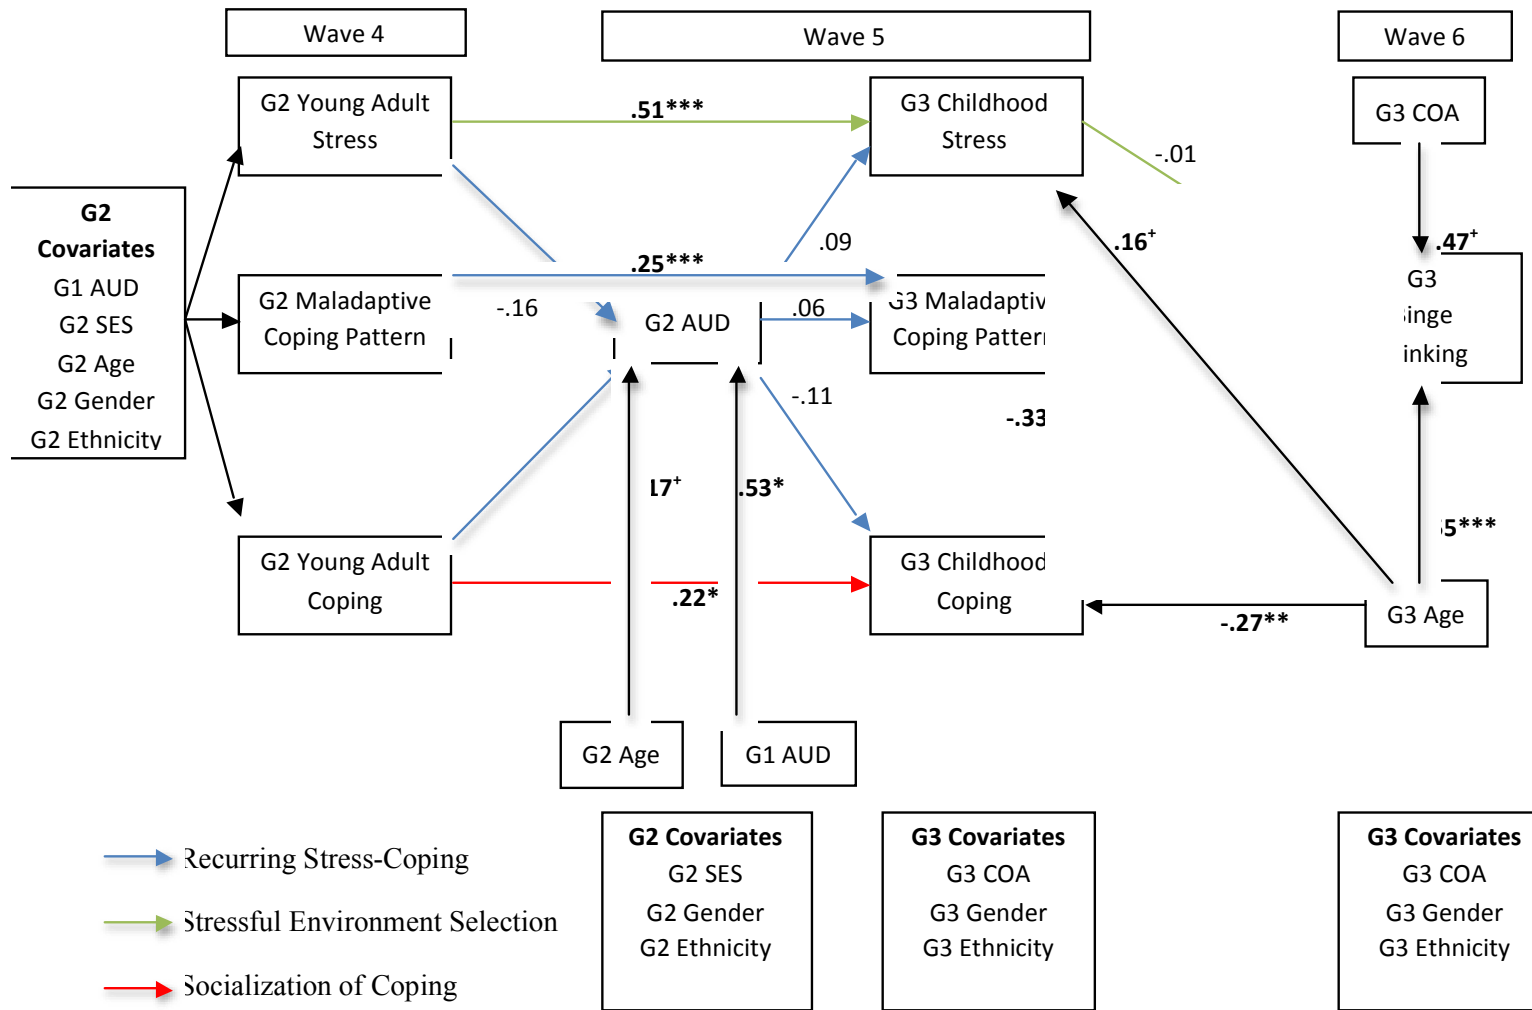 Wave 4
Wave 5
Wave 6
G2 Young Adult
Stress
.51***
G3 Childhood
Stress
-.01
G3 COA
G2
Covariates
G1 AUD
G2 SES
G2 Age
G2 Gender
G2 Ethnicity
.09
.16+
.47+
.25***
G2 Maladaptive
Coping Pattern
-.16
G2 AUD
.06
G3 Maladaptiv
Coping Patter
G3
inge
inking
-.11
-.33
17+
.53*
5***
G2 Young Adult
Coping
.22*
G3 Childhood
Coping
-.27**
G3 Age
G2 Age
G1 AUD
Recurring Stress-Coping
Stressful Environment Selection
Socialization of Coping
G2 Covariates
G2 SES
G2 Gender
G2 Ethnicity
G3 Covariates
G3 COA
G3 Gender
G3 Ethnicity
G3 Covariates
G3 COA
G3 Gender
G3 Ethnicity